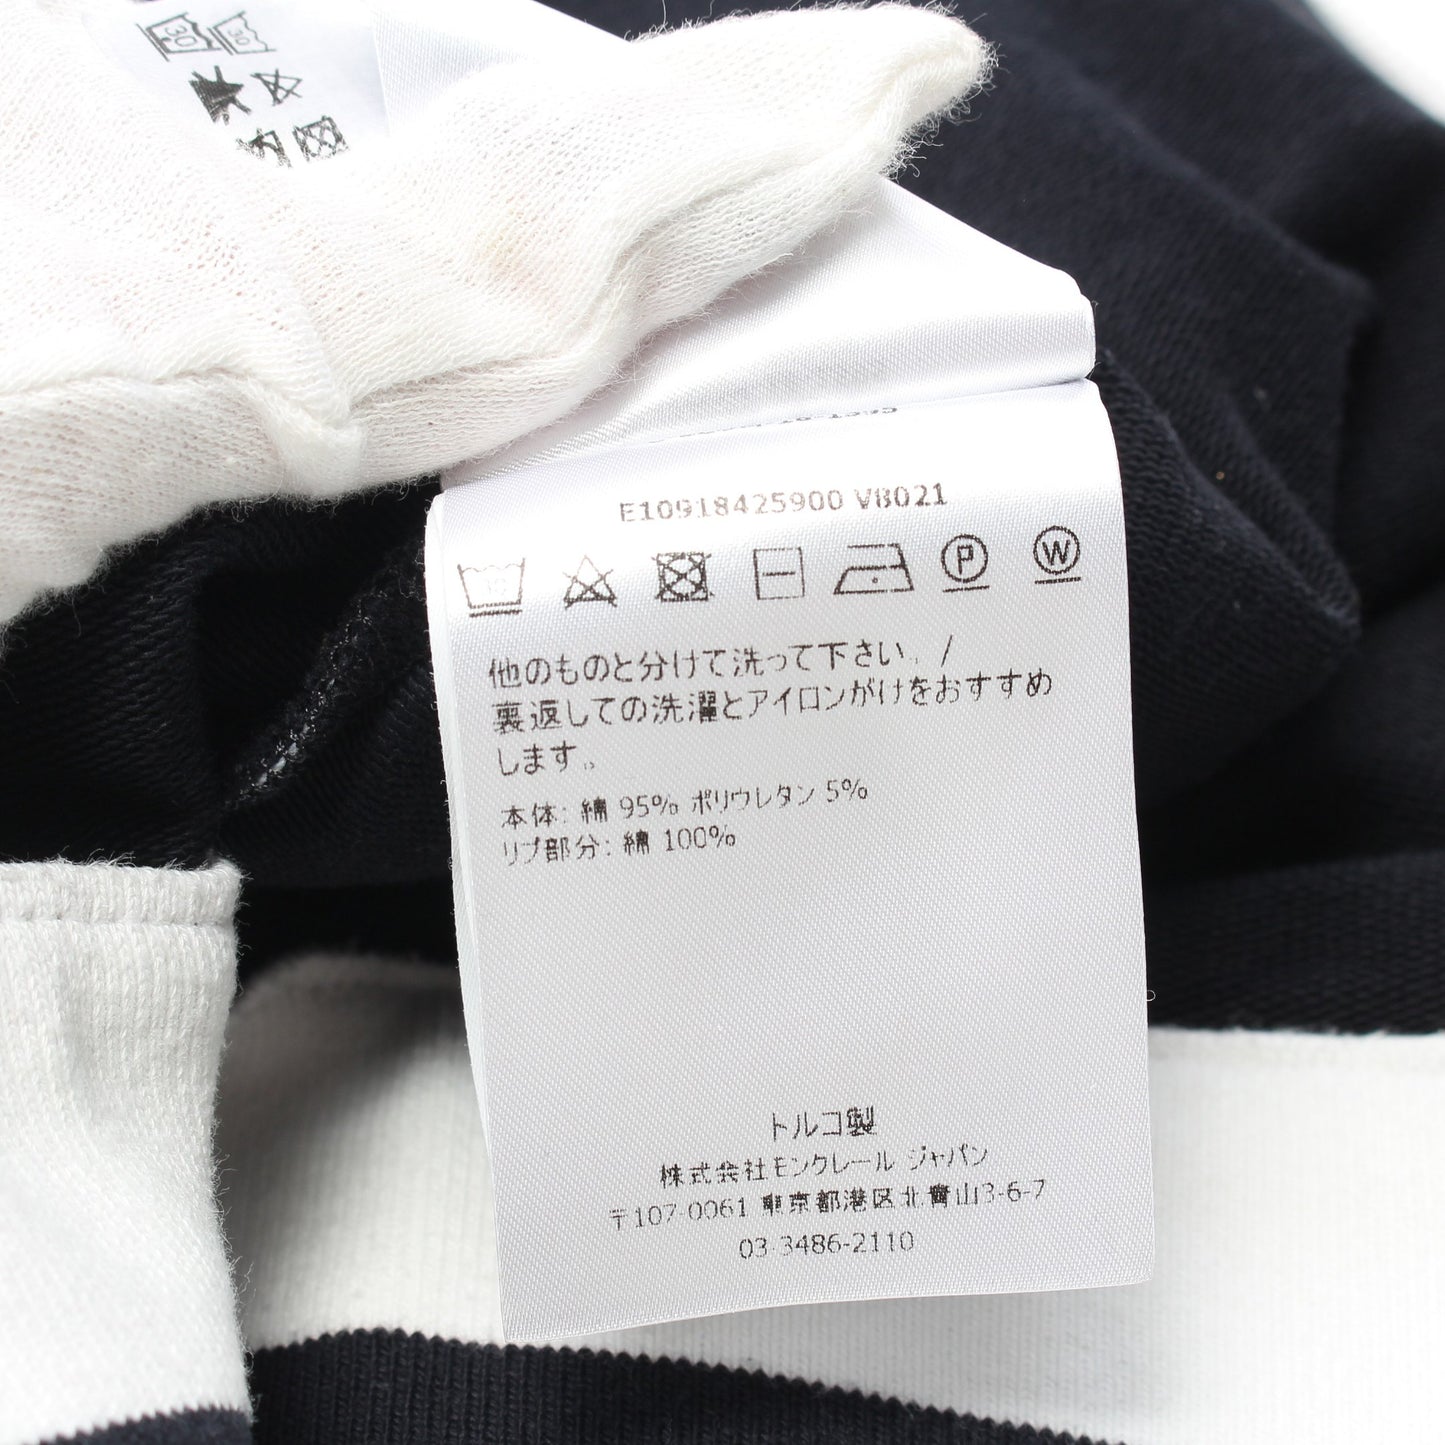 30
30
E10918425900 V8021
30
P
W
他のものと分けて洗って下さい。/
裏返しての洗濯とアイロンがけをおすすめ
します。
本体: 綿 95% ポリウレタン 5%
リブ部分: 綿 100%
トルコ製
株式会社モンクレール ジャパン
〒107-0061 東京都港区北青山3-6-7
03-3486-2110